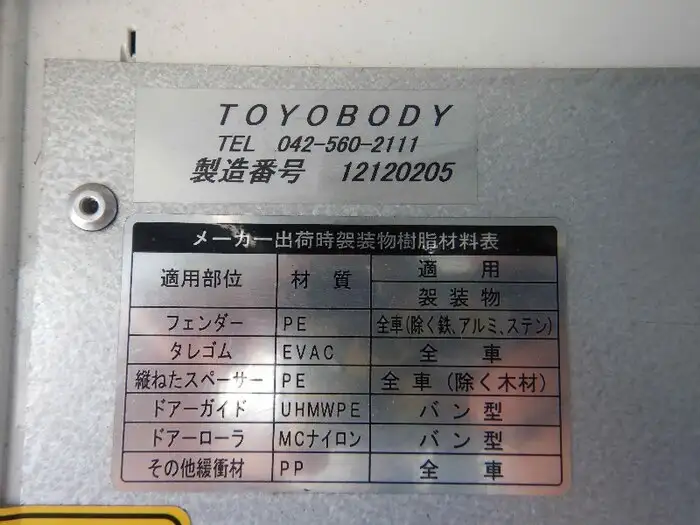 TOYOBODY
TEL 042-560-2111
製造番号 12120205
メーカー出荷時架装物樹脂材料表
適用部位 材質 適用
架装物
フェンダー PE 全車(除く鉄、アルミ、ステン)
タレゴム EVAC 全車
縦ねたスペーサー PE 全車(除く木材)
ドアーガイド UHMWPE バン型
ドアーローラ MCナイロン バン型
その他緩衝材 PP 全車